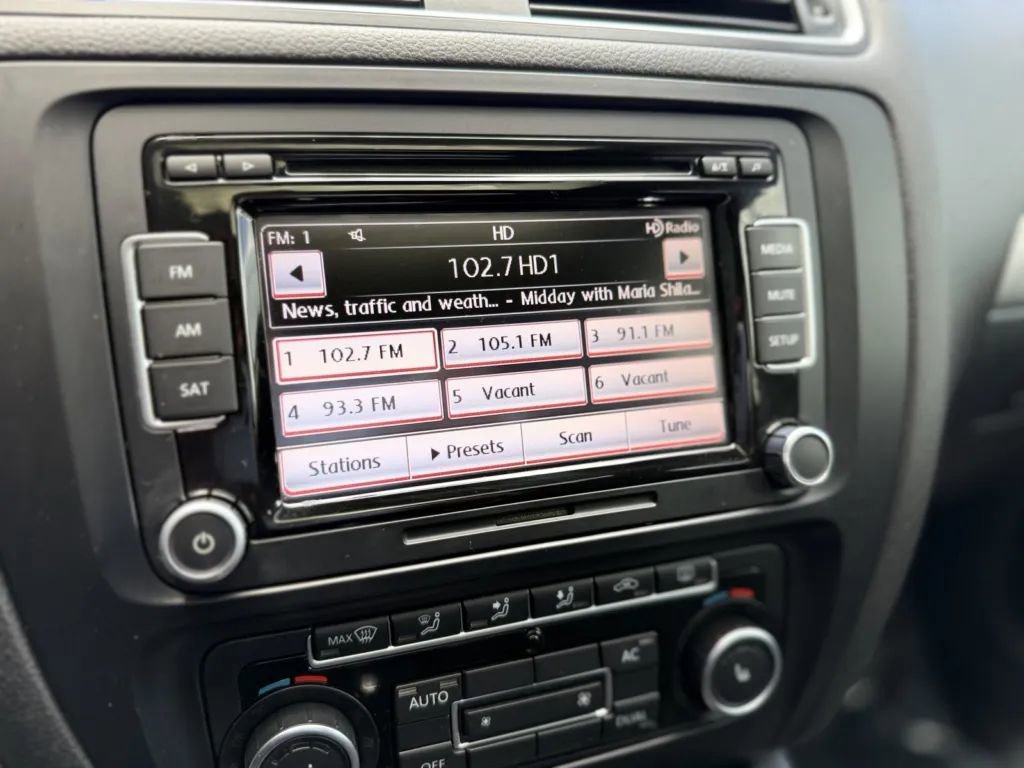 FM: 1 HD HD Radio
102.7 HD1
News, traffic and weath... - Midday with Maria Shila...
1 102.7 FM 2 105.1 FM 3 91.1 FM
4 93.3 FM 5 Vacant 6 Vacant
Stations Presets Scan Tune
FM
AM
SAT
MEDIA
MUTE
SETUP
MAX
AUTO
AC
DUAL
OFF